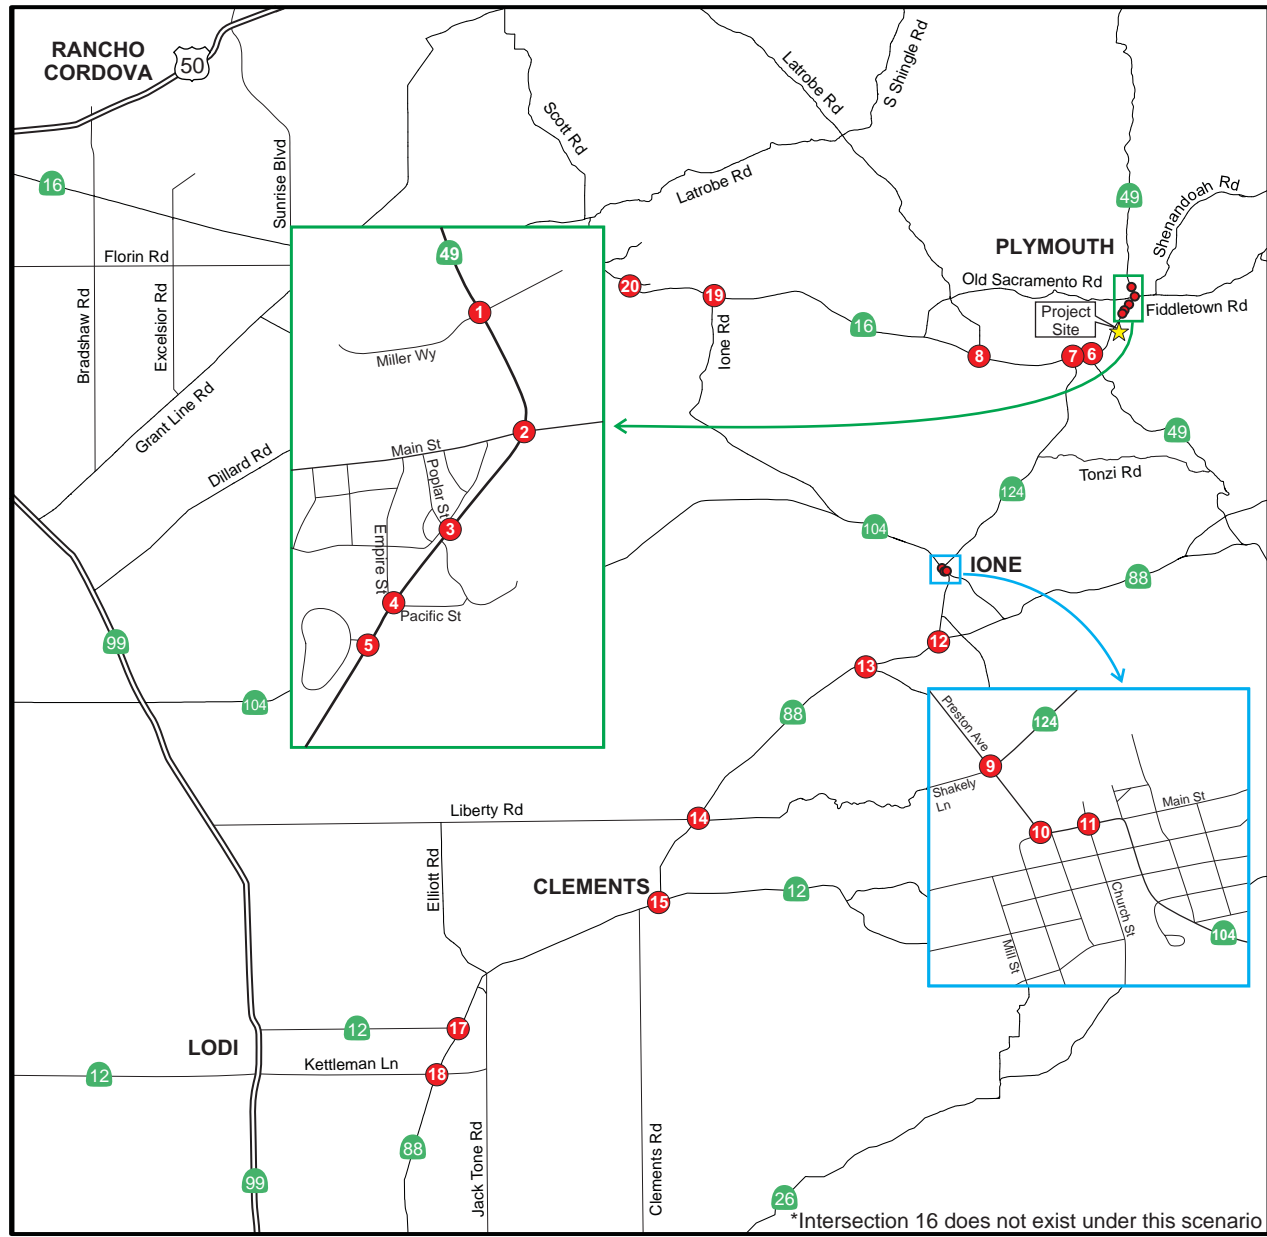 RANCHO
CORDOVA
50
16
Florin Rd
Bradshaw Rd
Excelsior Rd
Sunrise Blvd
Grant Line Rd
Dillard Rd
Scott Rd
Latrobe Rd
S Shingle Rd
Latrobe Rd
49
Shenandoah Rd
PLYMOUTH
Old Sacramento Rd
Fiddletown Rd
Project
Site
20
19
Ione Rd
16
8
7
6
49
Tonzi Rd
124
104
IONE
88
12
13
88
49
1
Miller Wy
2
Main St
Poplar St
3
Empire St
4
Pacific St
5
99
104
Preston Ave
124
9
Shakely
Ln
10
11
Main St
Church St
Mill St
104
Liberty Rd
14
Elliott Rd
CLEMENTS
15
12
LODI
12
17
Kettleman Ln
12
18
88
Jack Tone Rd
Clements Rd
99
26
*Intersection 16 does not exist under this scenario